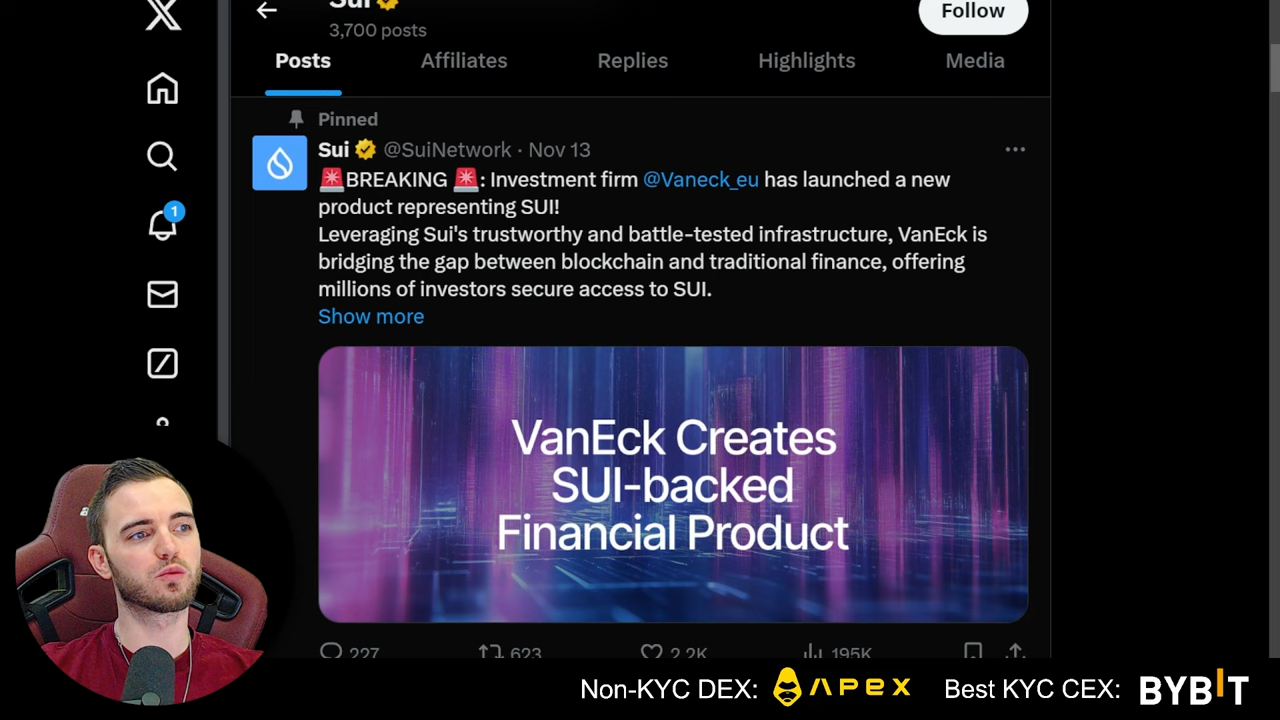 Sui
3,700 posts
Follow
Posts
Affiliates
Replies
Highlights
Media
Pinned
Sui @SuiNetwork · Nov 13
🚨BREAKING 🚨: Investment firm @Vaneck_eu has launched a new
product representing SUI!
Leveraging Sui's trustworthy and battle-tested infrastructure, VanEck is
bridging the gap between blockchain and traditional finance, offering
millions of investors secure access to SUI.
Show more
VanEck Creates
SUI-backed
Financial Product
227
623
2.2K
195K
1
Non-KYC DEX: APEX
Best KYC CEX: BYBIT